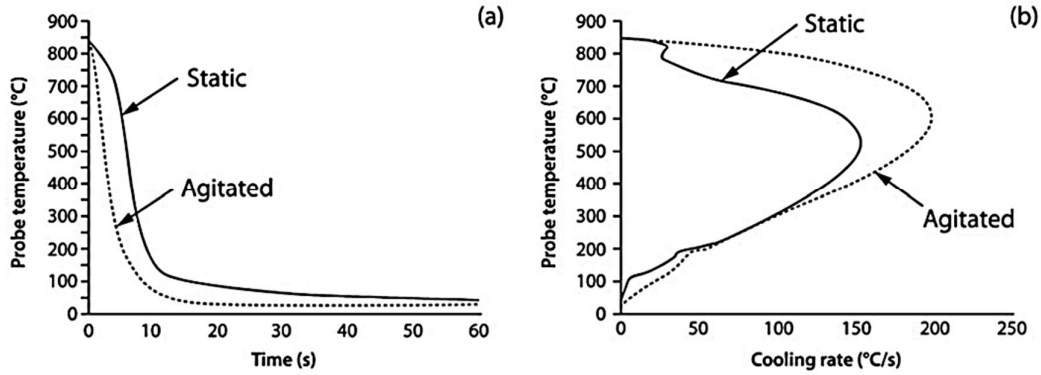 (a)
Probe temperature (°C)
900
800
700
600
500
400
300
200
100
0
Static
Agitated
0 10 20 30 40 50 60
Time (s)
(b)
Probe temperature (°C)
900
800
700
600
500
400
300
200
100
0
Static
Agitated
0 50 100 150 200 250
Cooling rate (°C/s)